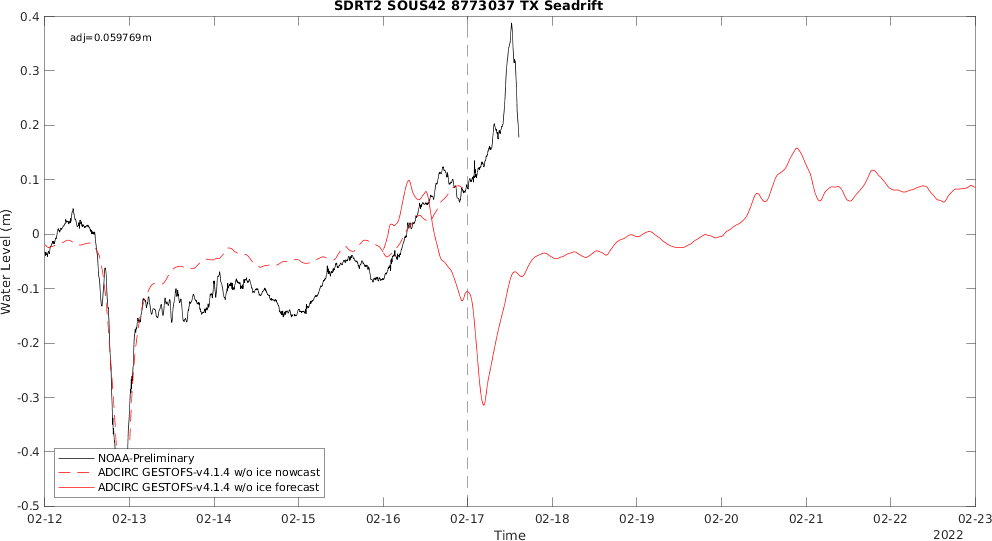 SDRT2 SOUS42 8773037 TX Seadrift
adj=0.059769m
0.4
0.3
0.2
0.1
0
-0.1
-0.2
-0.3
-0.4
-0.5
Water Level (m)
NOAA-Preliminary
ADCIRC GESTOFS-v4.1.4 w/o ice nowcast
ADCIRC GESTOFS-v4.1.4 w/o ice forecast
02-12 02-13 02-14 02-15 02-16 02-17 02-18 02-19 02-20 02-21 02-22 02-23
Time
2022